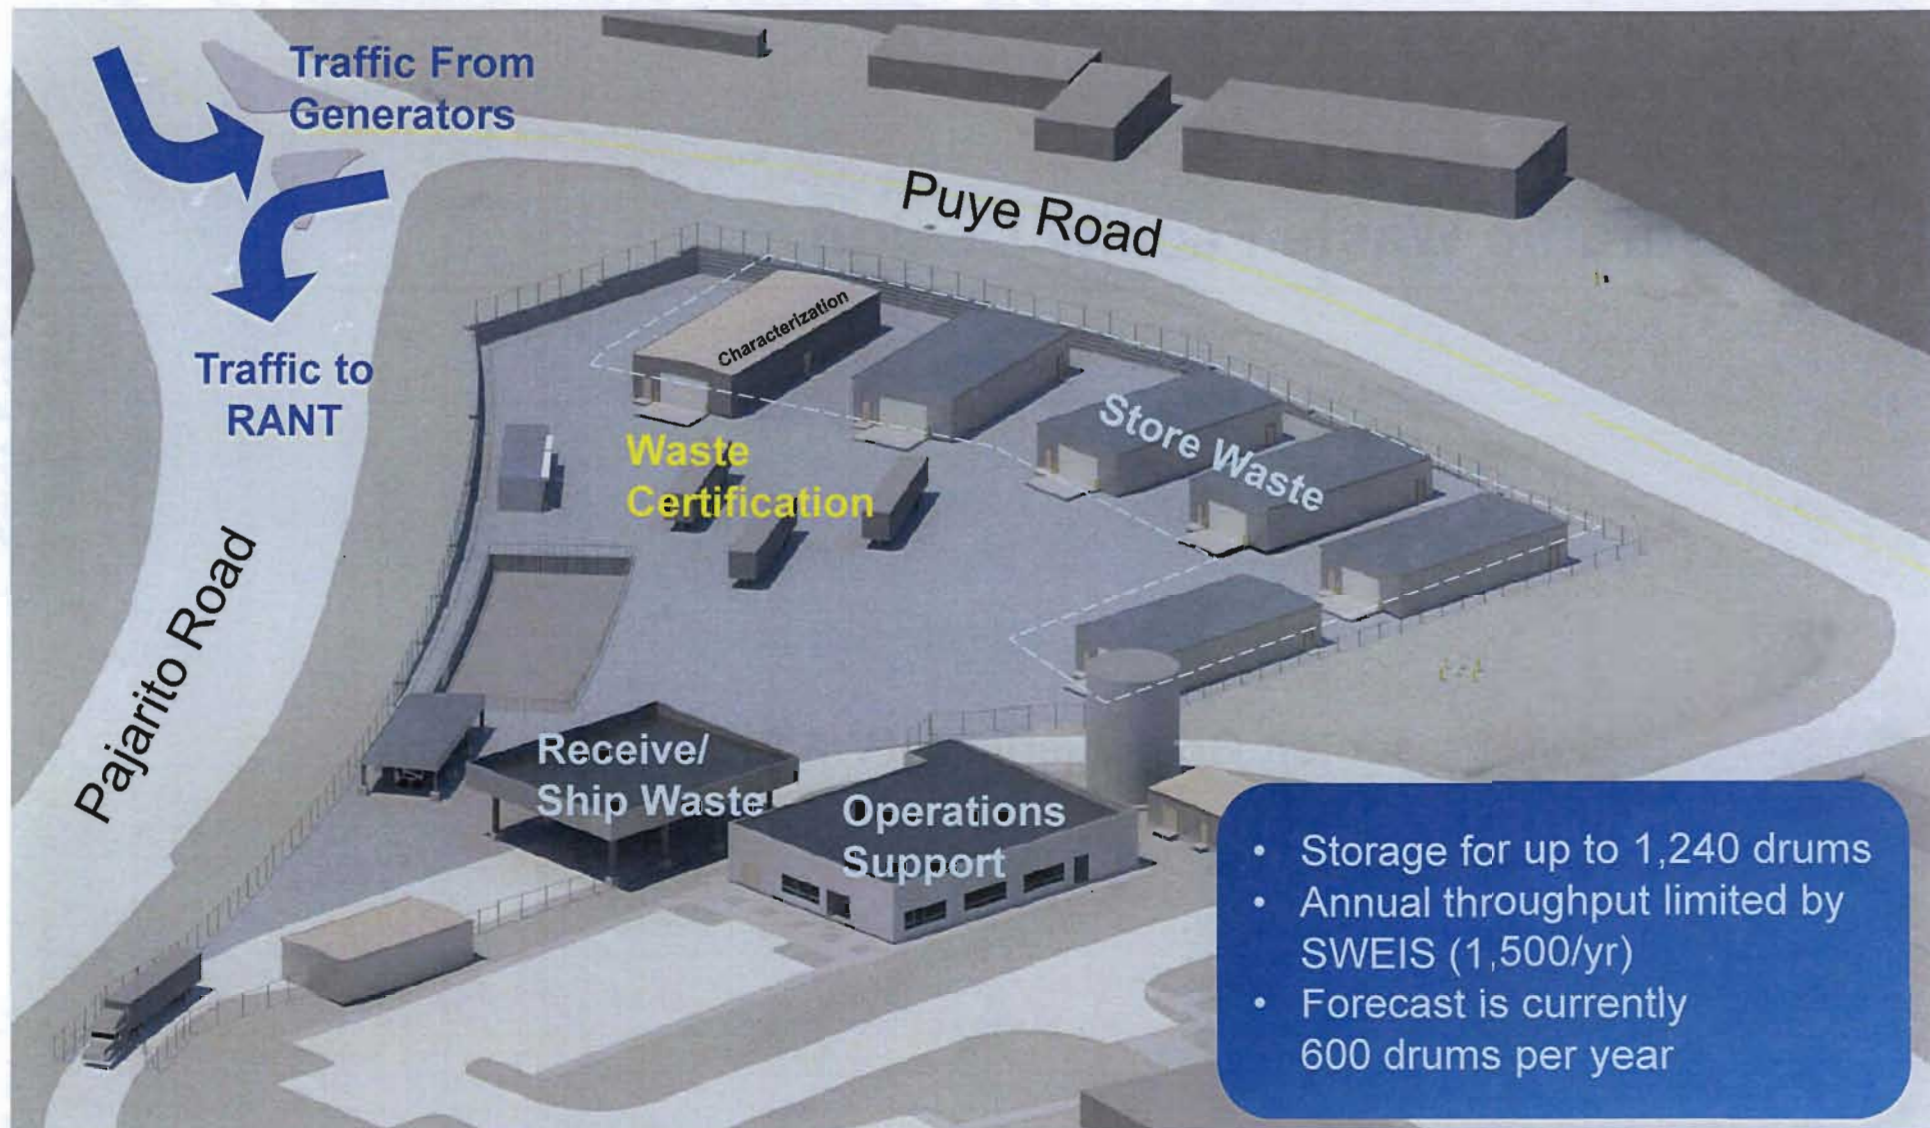 Traffic From
Generators
Puye Road
Characterization
Traffic to
RANT
Store Waste
Waste
Certification
Pajarito Road
Receive/
Ship Waste
Operations
Support
• Storage for up to 1,240 drums
• Annual throughput limited by
SWEIS (1,500/yr)
• Forecast is currently
600 drums per year